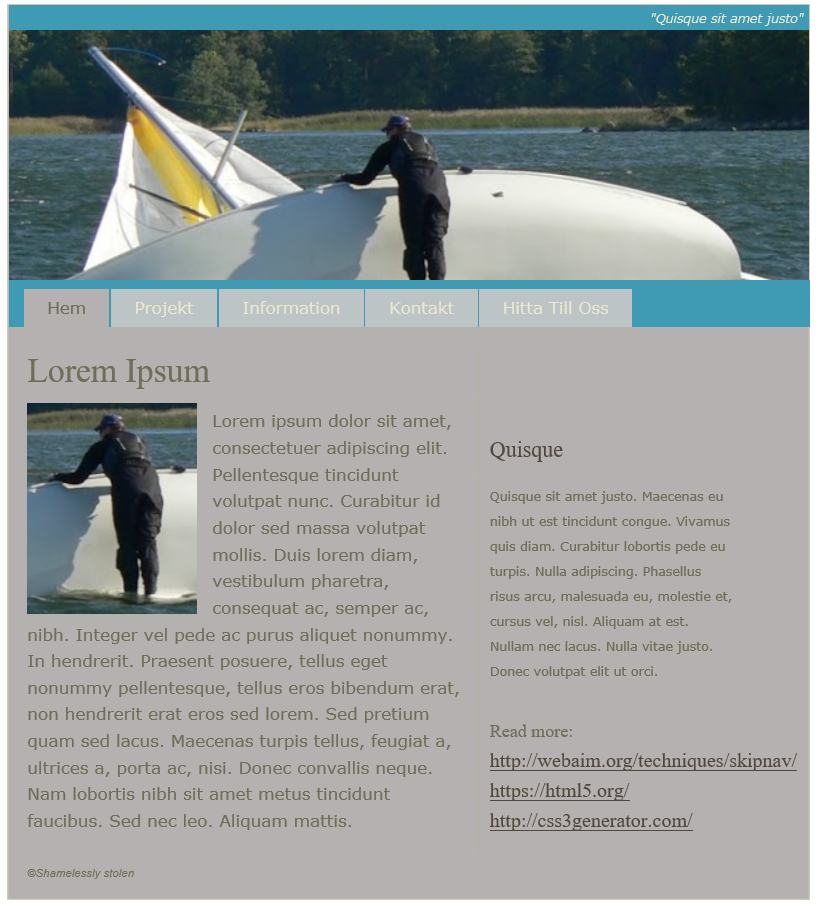 "Quisque sit amet justo"
Hem
Projekt
Information
Kontakt
Hitta Till Oss
Lorem Ipsum
Lorem ipsum dolor sit amet,
consectetuer adipiscing elit.
Pellentesque tincidunt
volutpat nunc. Curabitur id
dolor sed massa volutpat
mollis. Duis lorem diam,
vestibulum pharetra,
consequat ac, semper ac,
nibh. Integer vel pede ac purus aliquet nonummy.
In hendrerit. Praesent posuere, tellus eget
nonummy pellentesque, tellus eros bibendum erat,
non hendrerit erat eros sed lorem. Sed pretium
quam sed lacus. Maecenas turpis tellus, feugiat a,
ultrices a, porta ac, nisi. Donec convallis neque.
Nam lobortis nibh sit amet metus tincidunt
faucibus. Sed nec leo. Aliquam mattis.
Quisque
Quisque sit amet justo. Maecenas eu
nibh ut est tincidunt congue. Vivamus
quis diam. Curabitur lobortis pede eu
turpis. Nulla adipiscing. Phasellus
risus arcu, malesuada eu, molestie et,
cursus vel, nisl. Aliquam at est.
Nullam nec lacus. Nulla vitae justo.
Donec volutpat elit ut orci.
Read more:
http://webaim.org/techniques/skipnav/
https://html5.org/
http://css3generator.com/
©Shamelessly stolen